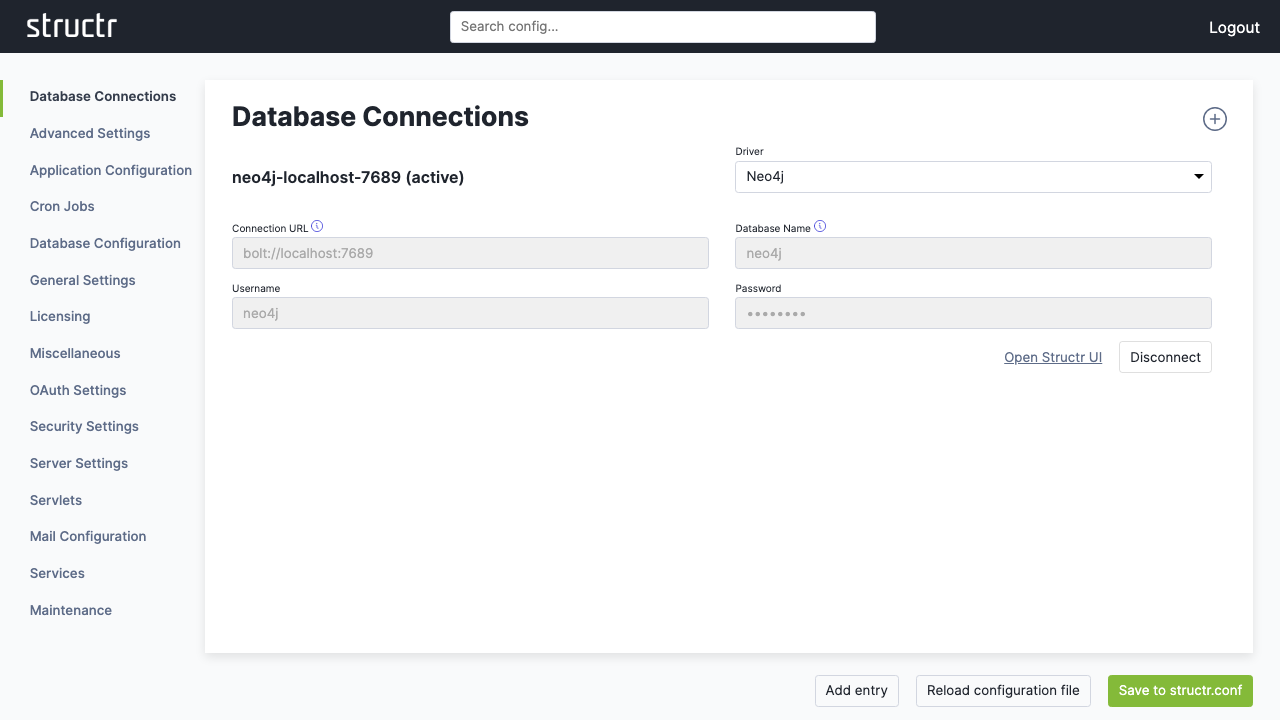 structr
Search config...
Logout
Database Connections
Advanced Settings
Application Configuration
Cron Jobs
Database Configuration
General Settings
Licensing
Miscellaneous
OAuth Settings
Security Settings
Server Settings
Servlets
Mail Configuration
Services
Maintenance
Database Connections
neo4j-localhost-7689 (active)
Driver
Neo4j
Connection URL
bolt://localhost:7689
Database Name
neo4j
Username
neo4j
Password
••••••••
Open Structr UI
Disconnect
Add entry
Reload configuration file
Save to structr.conf